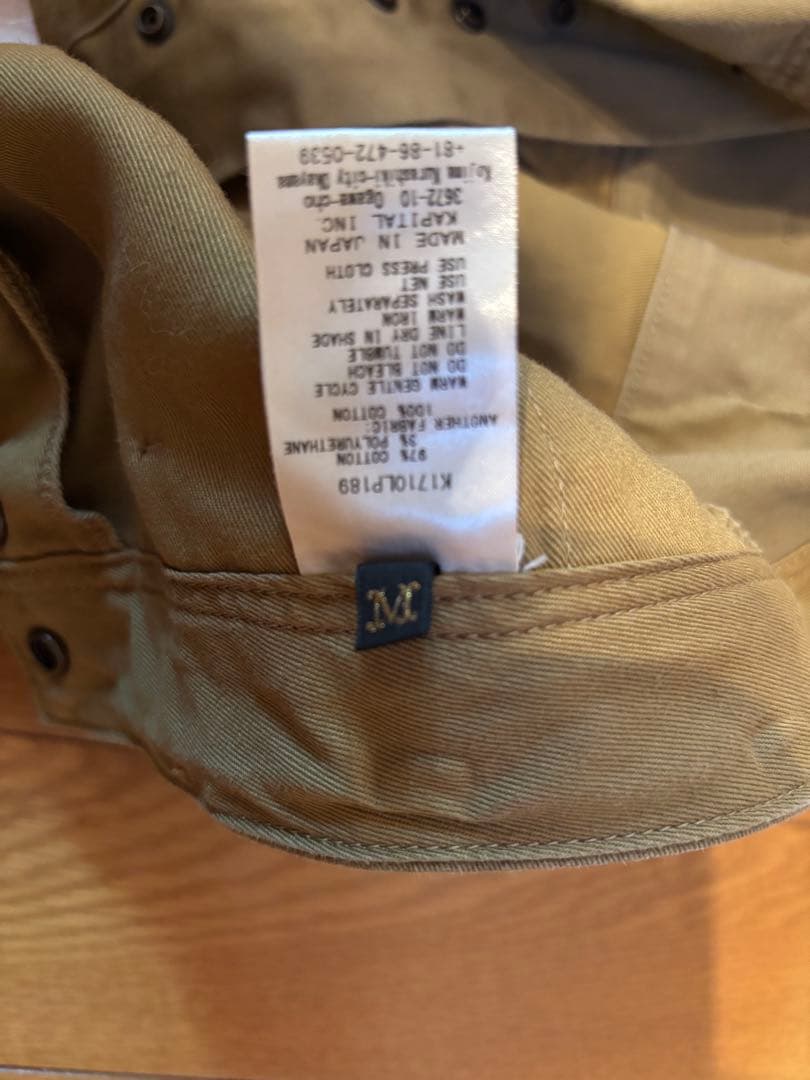 K1710LP189
97% COTTON
3% POLYURETHANE
ANOTHER FABRIC:
100% COTTON
WARM GENTLE CYCLE
DO NOT BLEACH
DO NOT TUMBLE
LINE DRY IN SHADE
WARM IRON
WASH SEPARATELY
USE NET
USE PRESS CLOTH
MADE IN JAPAN
KAPITAL INC.
3672-10 Ogawa-cho
Kojima Kurashiki-city Okayama
+81-86-472-0539
M